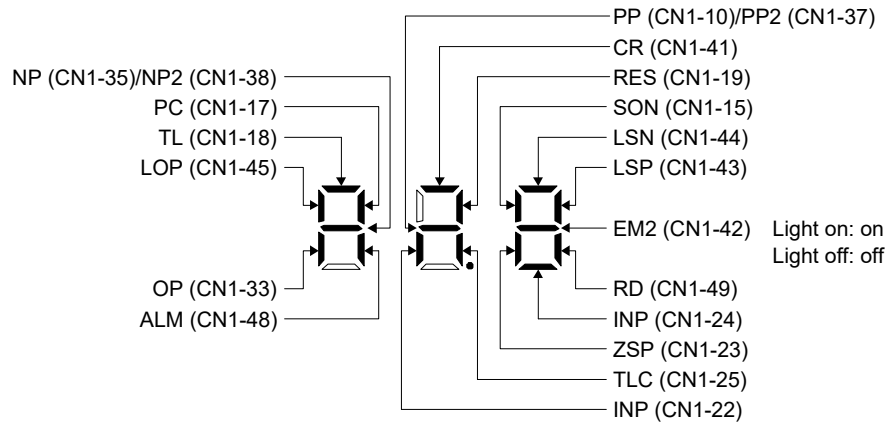 PP (CN1-10)/PP2 (CN1-37)
CR (CN1-41)
NP (CN1-35)/NP2 (CN1-38)
RES (CN1-19)
PC (CN1-17)
SON (CN1-15)
TL (CN1-18)
LSN (CN1-44)
LOP (CN1-45)
LSP (CN1-43)
EM2 (CN1-42) Light on: on
Light off: off
OP (CN1-33)
RD (CN1-49)
ALM (CN1-48)
INP (CN1-24)
ZSP (CN1-23)
TLC (CN1-25)
INP (CN1-22)